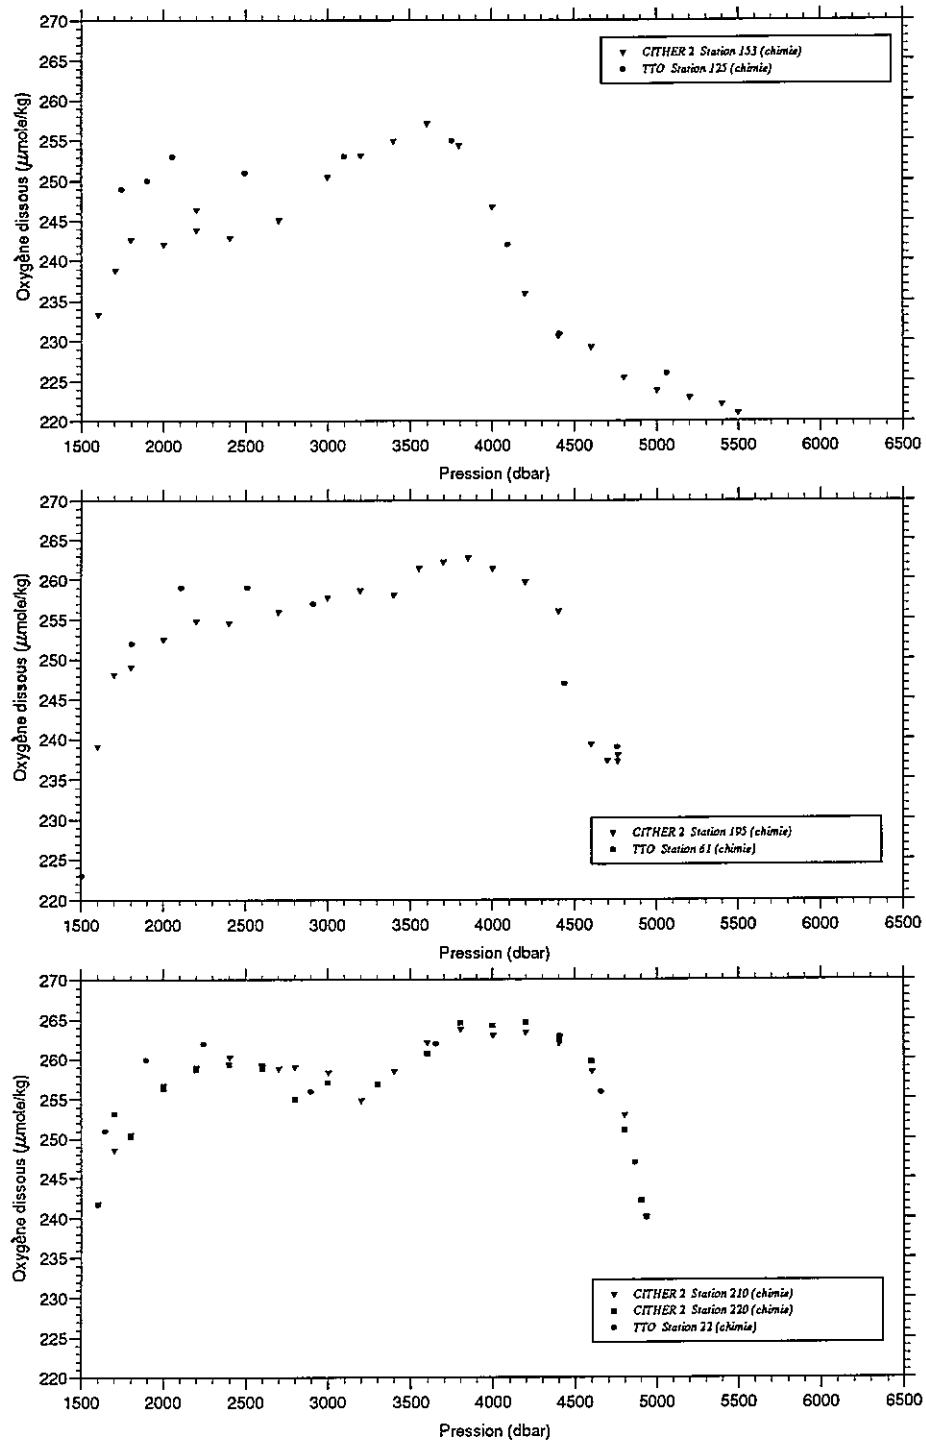 270
265
260
255
250
245
240
235
230
225
220
Oxygène dissous (µmole/kg)
CITHER 2 Station 153 (chimie)
TTO Station 125 (chimie)
1500 2000 2500 3000 3500 4000 4500 5000 5500 6000 6500
Pression (dbar)
270
265
260
255
250
245
240
235
230
225
220
Oxygène dissous (µmole/kg)
CITHER 2 Station 195 (chimie)
TTO Station 61 (chimie)
1500 2000 2500 3000 3500 4000 4500 5000 5500 6000 6500
Pression (dbar)
270
265
260
255
250
245
240
235
230
225
220
Oxygène dissous (µmole/kg)
CITHER 2 Station 210 (chimie)
CITHER 2 Station 220 (chimie)
TTO Station 22 (chimie)
1500 2000 2500 3000 3500 4000 4500 5000 5500 6000 6500
Pression (dbar)